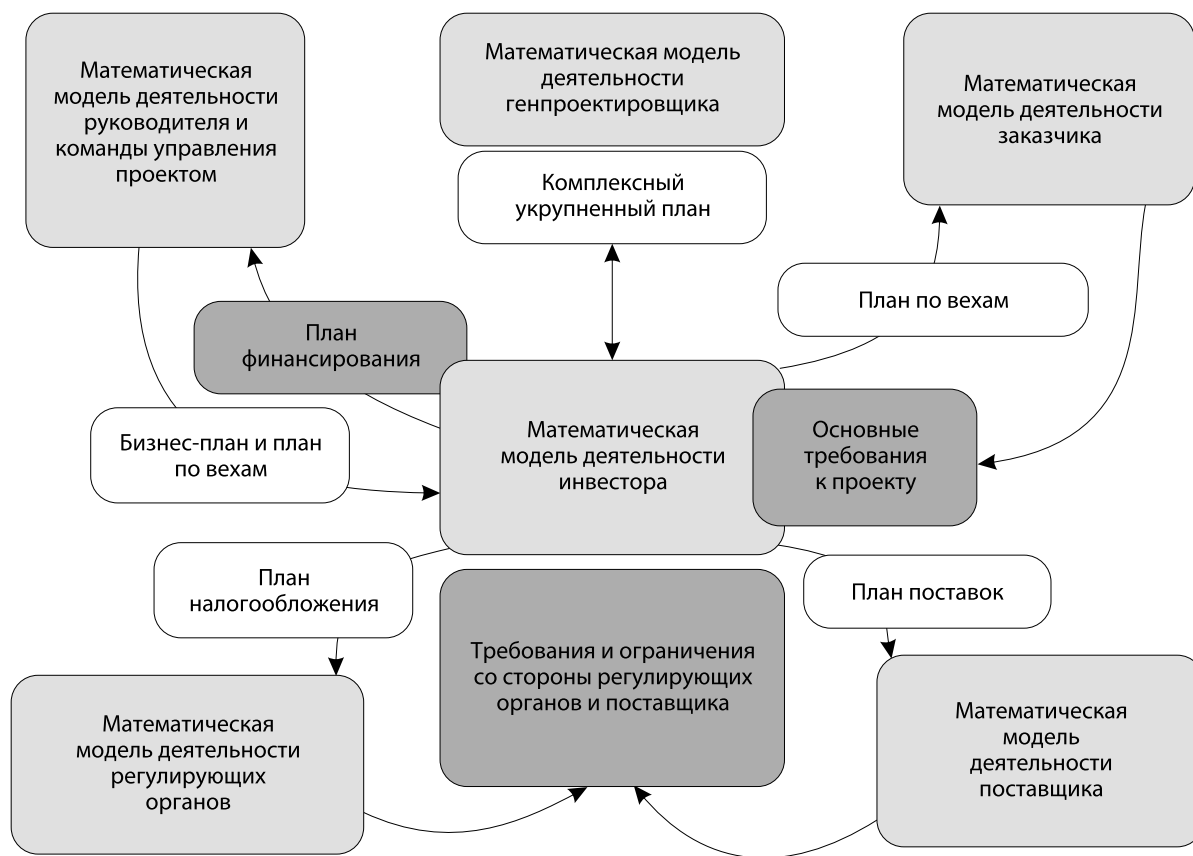 Математическая
модель деятельности
руководителя и
команды управления
проектом
Математическая модель
деятельности
генпроектировщика
Математическая
модель деятельности
заказчика
Комплексный
укрупненный план
План по вехам
План
финансирования
Бизнес-план и план
по вехам
Математическая
модель деятельности
инвестора
Основные
требования
к проекту
План
налогообложения
План поставок
Требования и ограничения
со стороны регулирующих
органов и поставщика
Математическая
модель деятельности
регулирующих
органов
Математическая
модель
деятельности
поставщика